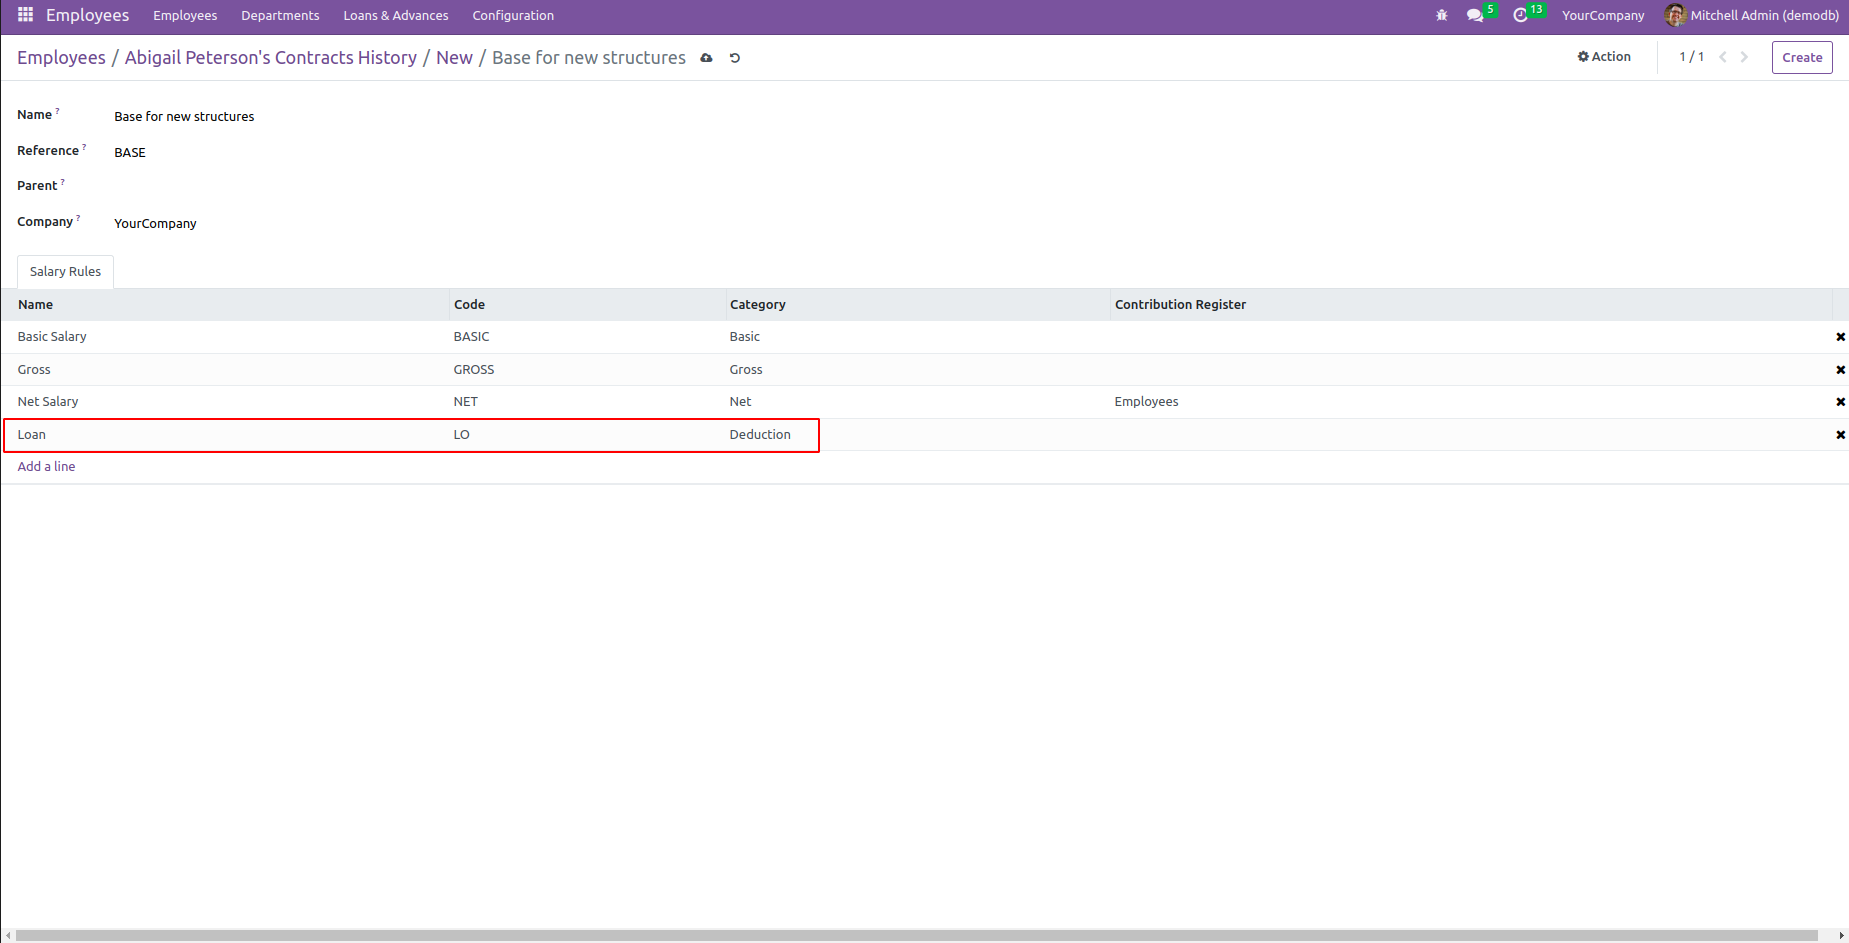 Employees Employees Departments Loans & Advances Configuration 5 13 YourCompany Mitchell Admin (demodb)
Employees / Abigail Peterson's Contracts History / New / Base for new structures Action 1 / 1 Create
Name ? Base for new structures
Reference ? BASE
Parent ?
Company ? YourCompany
Salary Rules
Name Code Category Contribution Register
Basic Salary BASIC Basic
Gross GROSS Gross
Net Salary NET Net Employees
Loan LO Deduction
Add a line